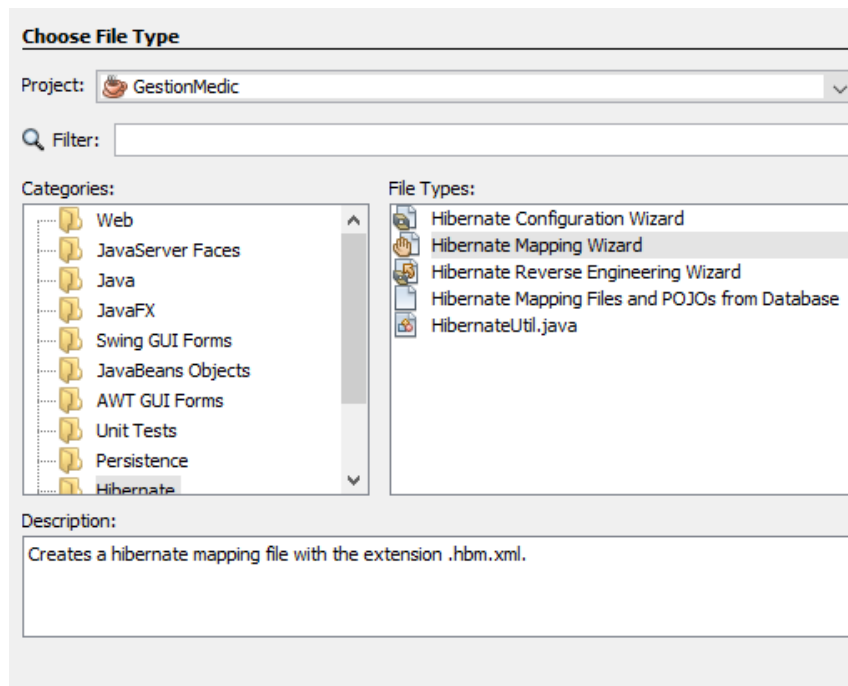 Choose File Type
Project: GestionMedic
Filter:
Categories:
Web
JavaServer Faces
Java
JavaFX
Swing GUI Forms
JavaBeans Objects
AWT GUI Forms
Unit Tests
Persistence
Hibernate
File Types:
Hibernate Configuration Wizard
Hibernate Mapping Wizard
Hibernate Reverse Engineering Wizard
Hibernate Mapping Files and POJOs from Database
HibernateUtil.java
Description:
Creates a hibernate mapping file with the extension .hbm.xml.